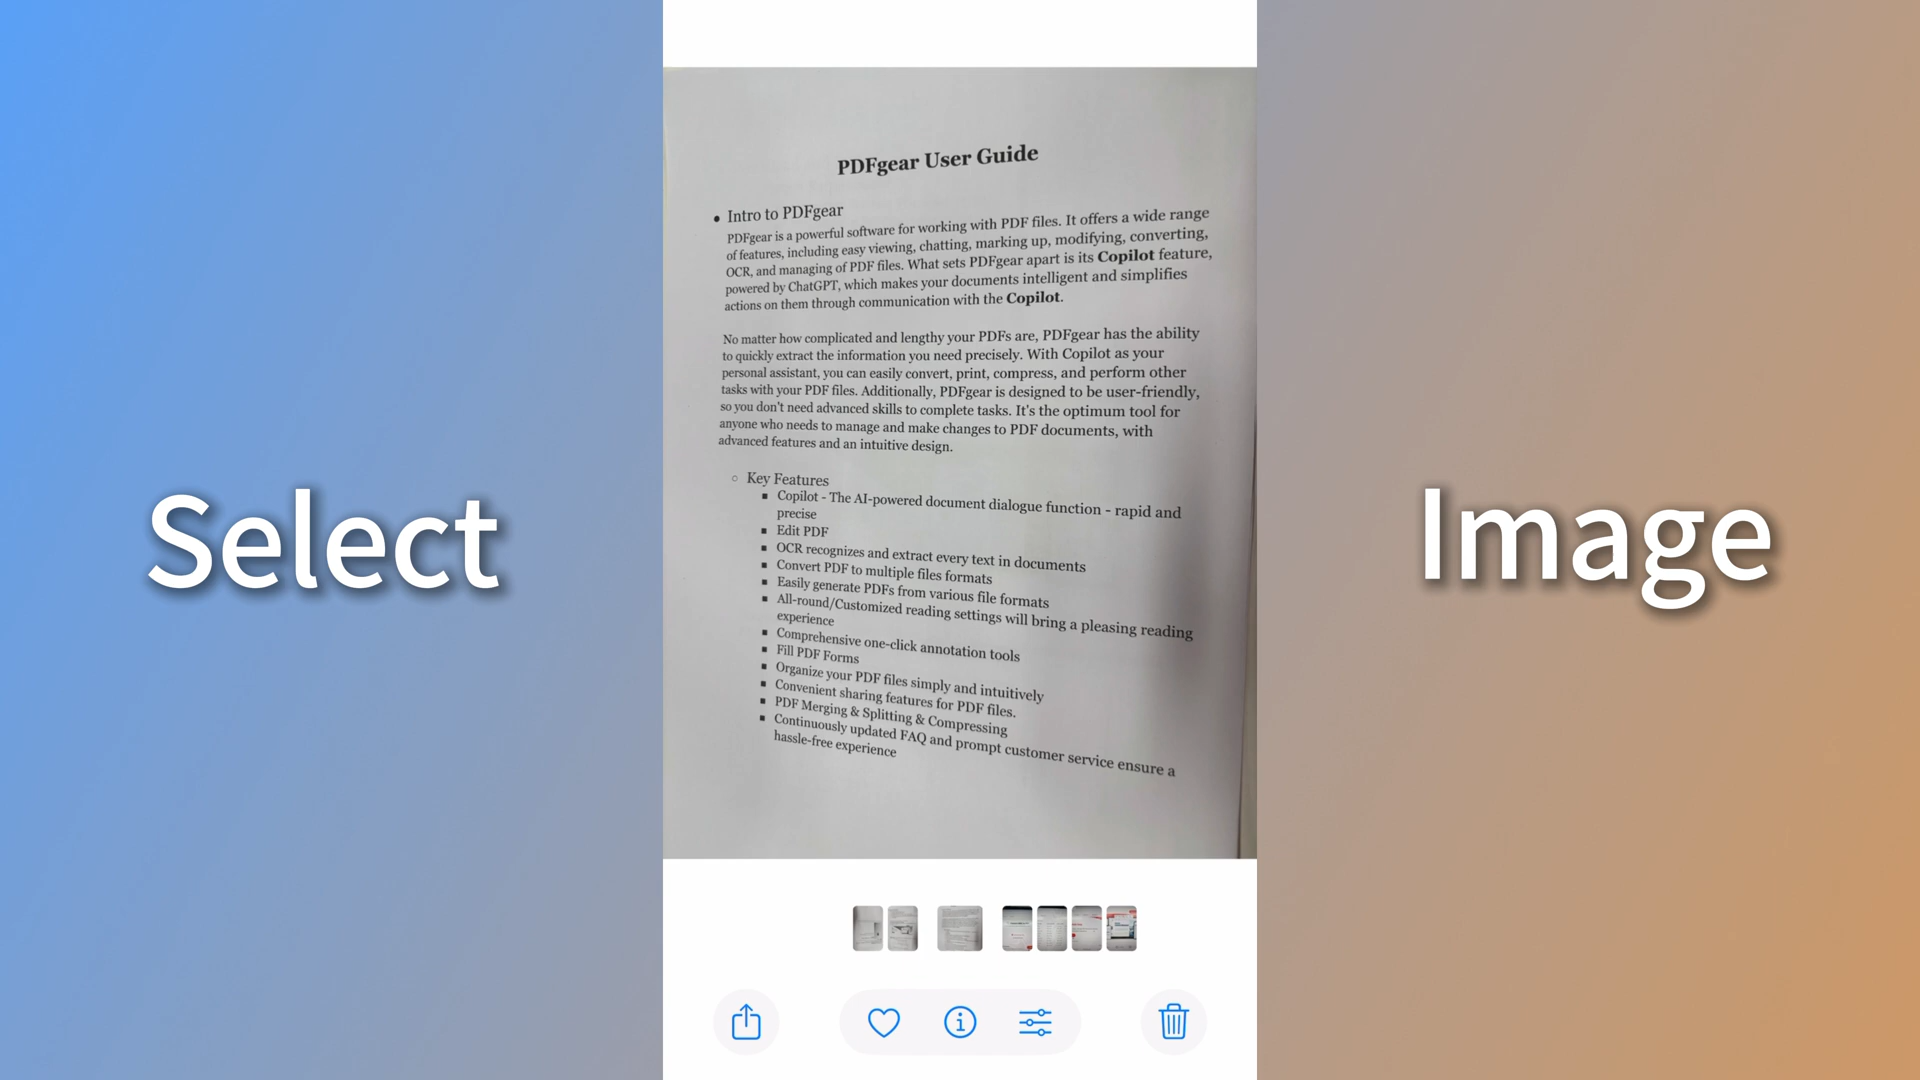 Select
Image
PDFgear User Guide
• Intro to PDFgear
PDFgear is a powerful software for working with PDF files. It offers a wide range
of features, including easy viewing, chatting, marking up, modifying, converting,
OCR, and managing of PDF files. What sets PDFgear apart is its Copilot feature,
powered by ChatGPT, which makes your documents intelligent and simplifies
actions on them through communication with the Copilot.
No matter how complicated and lengthy your PDFs are, PDFgear has the ability
to quickly extract the information you need precisely. With Copilot as your
personal assistant, you can easily convert, print, compress, and perform other
tasks with your PDF files. Additionally, PDFgear is designed to be user-friendly,
so you don't need advanced skills to complete tasks. It's the optimum tool for
anyone who needs to manage and make changes to PDF documents, with
advanced features and an intuitive design.
○ Key Features
▪ Copilot - The AI-powered document dialogue function - rapid and
precise
▪ Edit PDF
▪ OCR recognizes and extract every text in documents
▪ Convert PDF to multiple files formats
▪ Easily generate PDFs from various file formats
▪ All-round/Customized reading settings will bring a pleasing reading
experience
▪ Comprehensive one-click annotation tools
▪ Fill PDF Forms
▪ Organize your PDF files simply and intuitively
▪ Convenient sharing features for PDF files.
▪ PDF Merging & Splitting & Compressing
▪ Continuously updated FAQ and prompt customer service ensure a
hassle-free experience